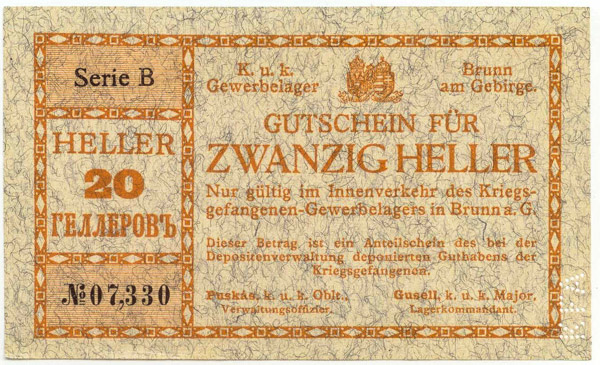 Serie B
HELLER
20
ГЕЛЛЕРОВЪ
№ 07,330
K. u. k. Brunn
Gewerbelager am Gebirge.
GUTSCHEIN FÜR
ZWANZIG HELLER
Nur gültig im Innenverkehr des Kriegs-
gefangenen-Gewerbelagers in Brunn a. G.
Dieser Betrag ist ein Anteilschein des bei der
Depositenverwaltung deponierten Guthabens der
Kriegsgefangenen.
Puskás, k. u. k. Oblt., Gusell, k. u. k. Major,
Verwaltungsoffizier. Lagerkommandant.